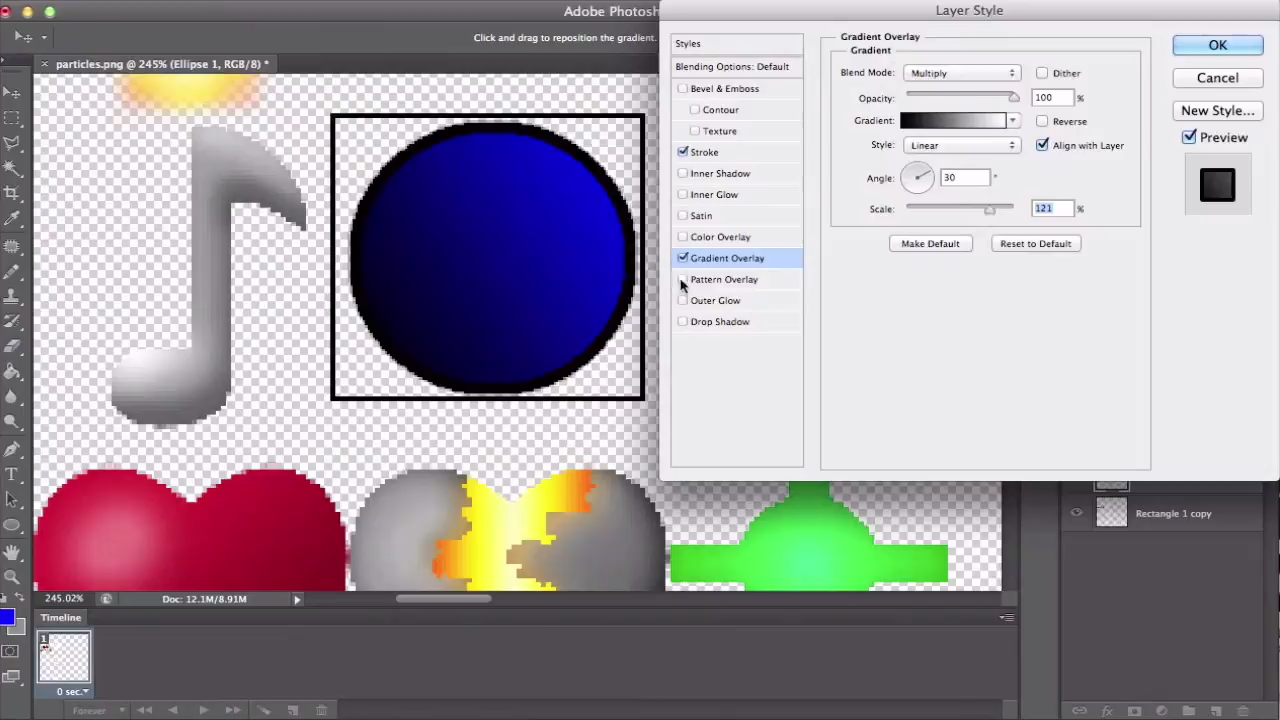 Adobe Photosh
Layer Style
Click and drag to reposition the gradient.
particles.png @ 245% (Ellipse 1, RGB/8) *
Styles
Blending Options: Default
Bevel & Emboss
Contour
Texture
Stroke
Inner Shadow
Inner Glow
Satin
Color Overlay
Gradient Overlay
Pattern Overlay
Outer Glow
Drop Shadow
Gradient Overlay
Gradient
Blend Mode: Multiply Dither
Opacity: 100 %
Gradient: Reverse
Style: Linear Align with Layer
Angle: 30 °
Scale: 121 %
Make Default Reset to Default
OK
Cancel
New Style...
Preview
Rectangle 1 copy
245.02% Doc: 12.1M/8.91M
Timeline
1
0 sec.
Forever
T
fx